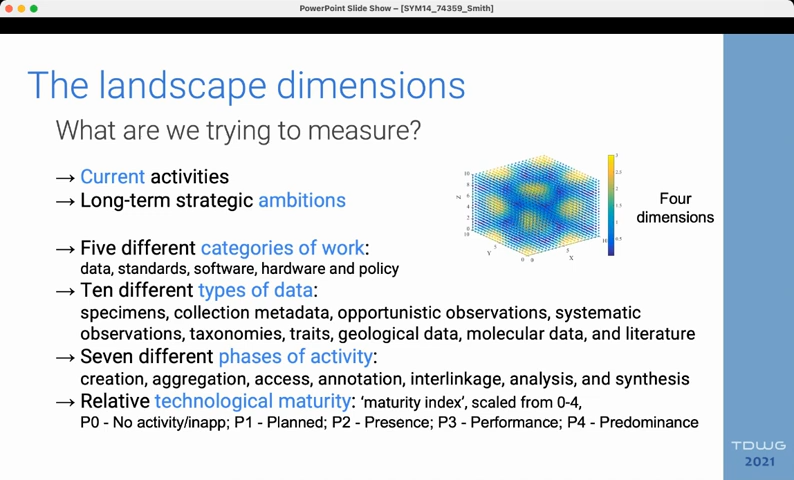 PowerPoint Slide Show – [SYM14_74359_Smith]
The landscape dimensions
What are we trying to measure?
→ Current activities
→ Long-term strategic ambitions
Four
dimensions
→ Five different categories of work:
data, standards, software, hardware and policy
→ Ten different types of data:
specimens, collection metadata, opportunistic observations, systematic
observations, taxonomies, traits, geological data, molecular data, and literature
→ Seven different phases of activity:
creation, aggregation, access, annotation, interlinkage, analysis, and synthesis
→ Relative technological maturity: ‘maturity index’, scaled from 0-4,
P0 - No activity/inapp; P1 - Planned; P2 - Presence; P3 - Performance; P4 - Predominance
TDWG
2021